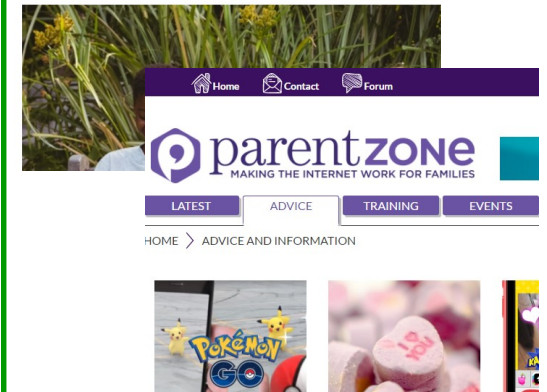 Home Contact Forum
parentzone
MAKING THE INTERNET WORK FOR FAMILIES
LATEST ADVICE TRAINING EVENTS
HOME > ADVICE AND INFORMATION
POKéMON
GO
I ♥
YOU